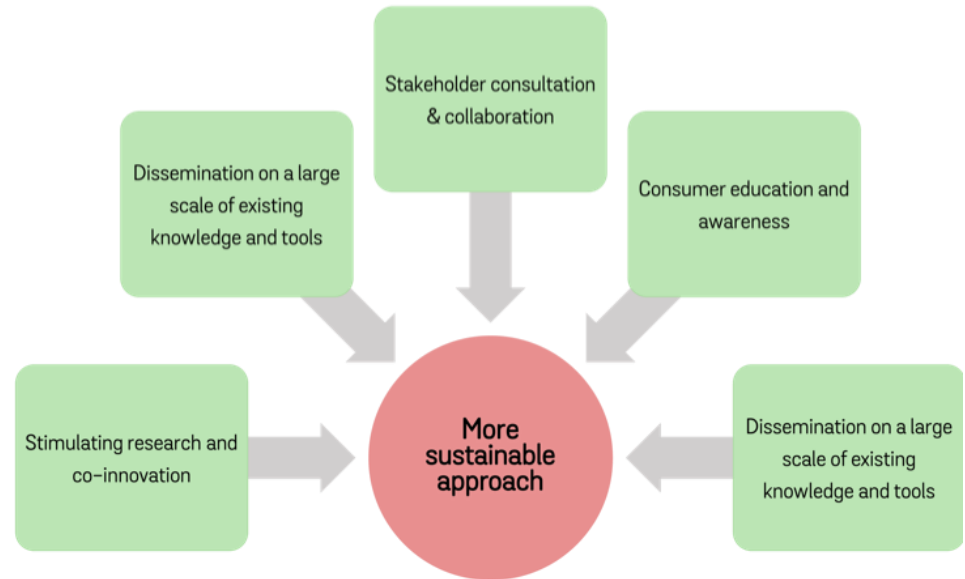 Stakeholder consultation
& collaboration
Dissemination on a large
scale of existing
knowledge and tools
Consumer education and
awareness
Stimulating research and
co-innovation
More
sustainable
approach
Dissemination on a large
scale of existing
knowledge and tools